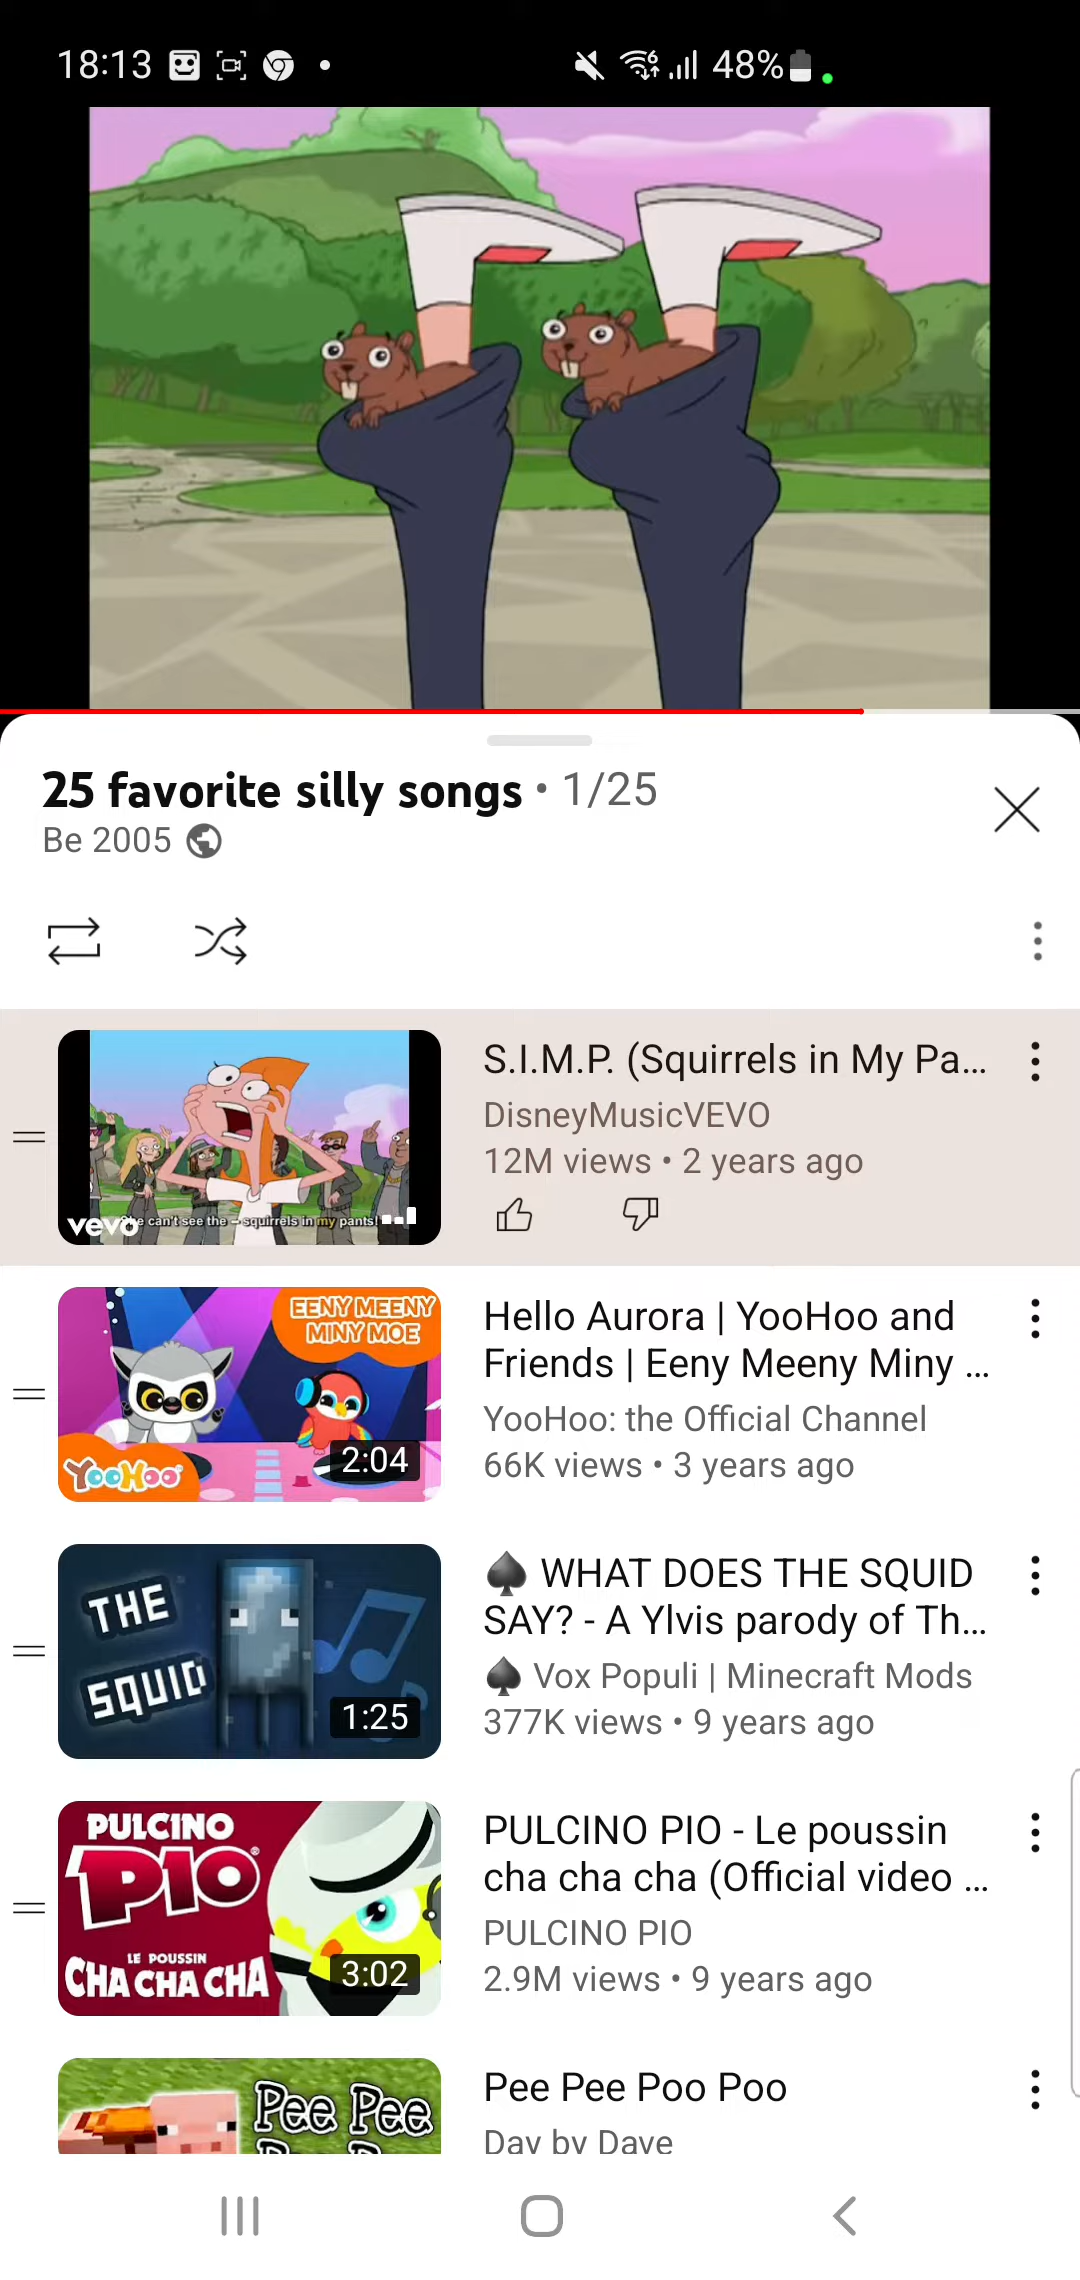 18:13
48%
25 favorite silly songs • 1/25
Be 2005
S.I.M.P. (Squirrels in My Pa...
DisneyMusicVEVO
12M views • 2 years ago
vevo
can't see the
squirrels in my pants!
EENY MEENY
MINY MOE
YooHoo
2:04
Hello Aurora | YooHoo and
Friends | Eeny Meeny Miny ...
YooHoo: the Official Channel
66K views • 3 years ago
THE
SQUID
1:25
♠ WHAT DOES THE SQUID
SAY? - A Ylvis parody of Th...
♠ Vox Populi | Minecraft Mods
377K views • 9 years ago
PULCINO
PIO
LE POUSSIN
CHA CHA CHA
3:02
PULCINO PIO - Le poussin
cha cha cha (Official video ...
PULCINO PIO
2.9M views • 9 years ago
Pee Pee
Pee Pee Poo Poo
Day by Dave